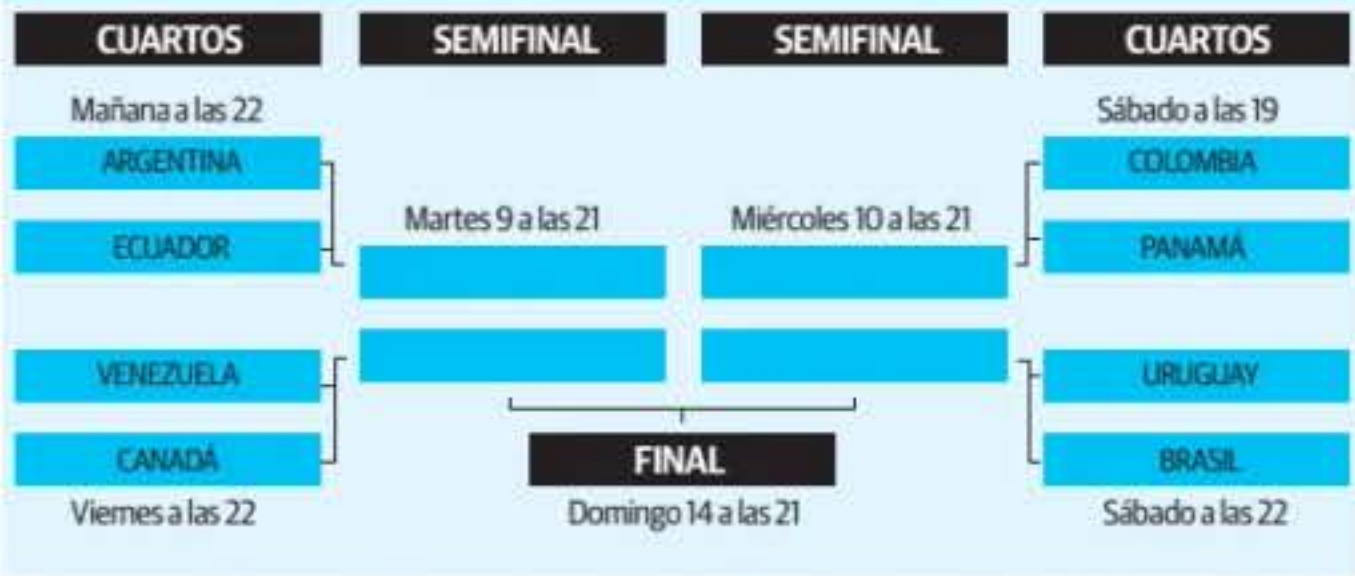 CUARTOS
SEMIFINAL
SEMIFINAL
CUARTOS
Mañana a las 22
Sábado a las 19
ARGENTINA
COLOMBIA
Martes 9 a las 21
Miércoles 10 a las 21
ECUADOR
PANAMÁ
VENEZUELA
URUGUAY
CANADÁ
FINAL
BRASIL
Viernes a las 22
Domingo 14 a las 21
Sábado a las 22